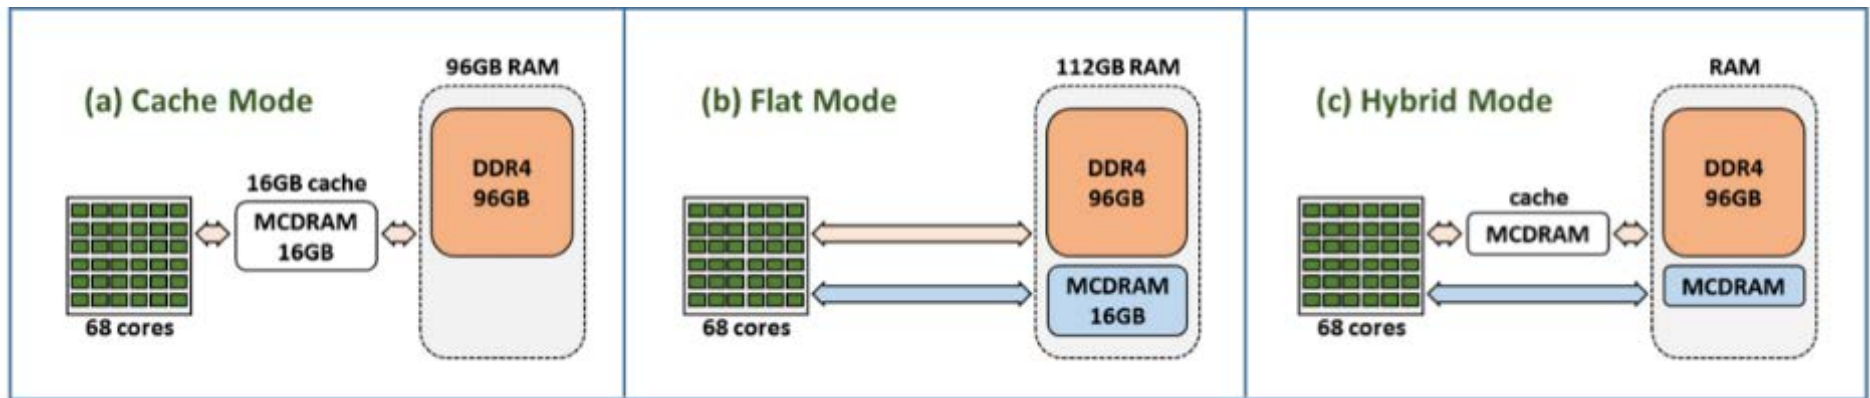 (a) Cache Mode
96GB RAM
DDR4
96GB
16GB cache
MCDRAM
16GB
68 cores
(b) Flat Mode
112GB RAM
DDR4
96GB
MCDRAM
16GB
68 cores
(c) Hybrid Mode
RAM
DDR4
96GB
cache
MCDRAM
MCDRAM
68 cores